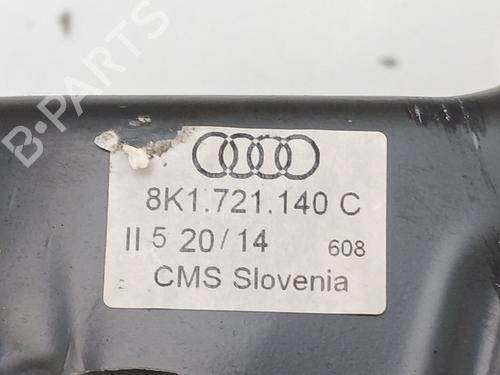 B-PARTS
8K1.721.140 C
II 5 20/14 608
CMS Slovenia